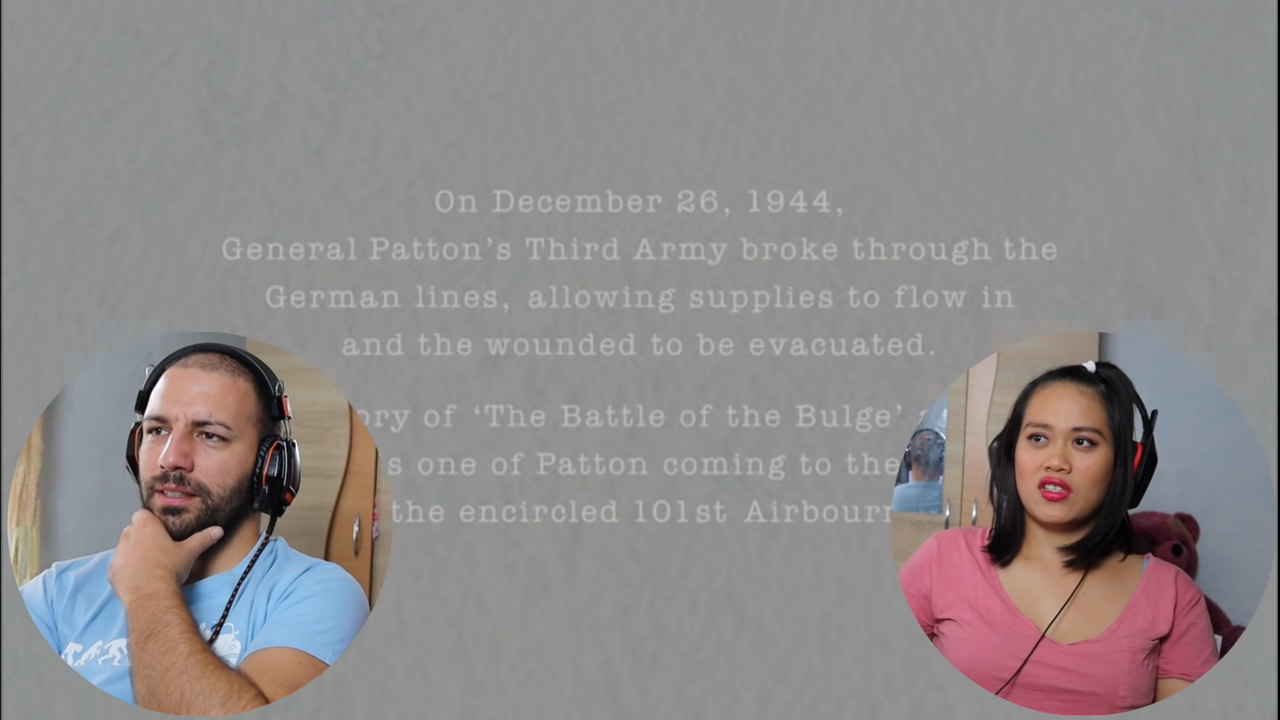 On December 26, 1944,
General Patton's Third Army broke through the
German lines, allowing supplies to flow in
and the wounded to be evacuated.
of 'The Battle of the Bulge'
one of Patton coming to the
the encircled 101st